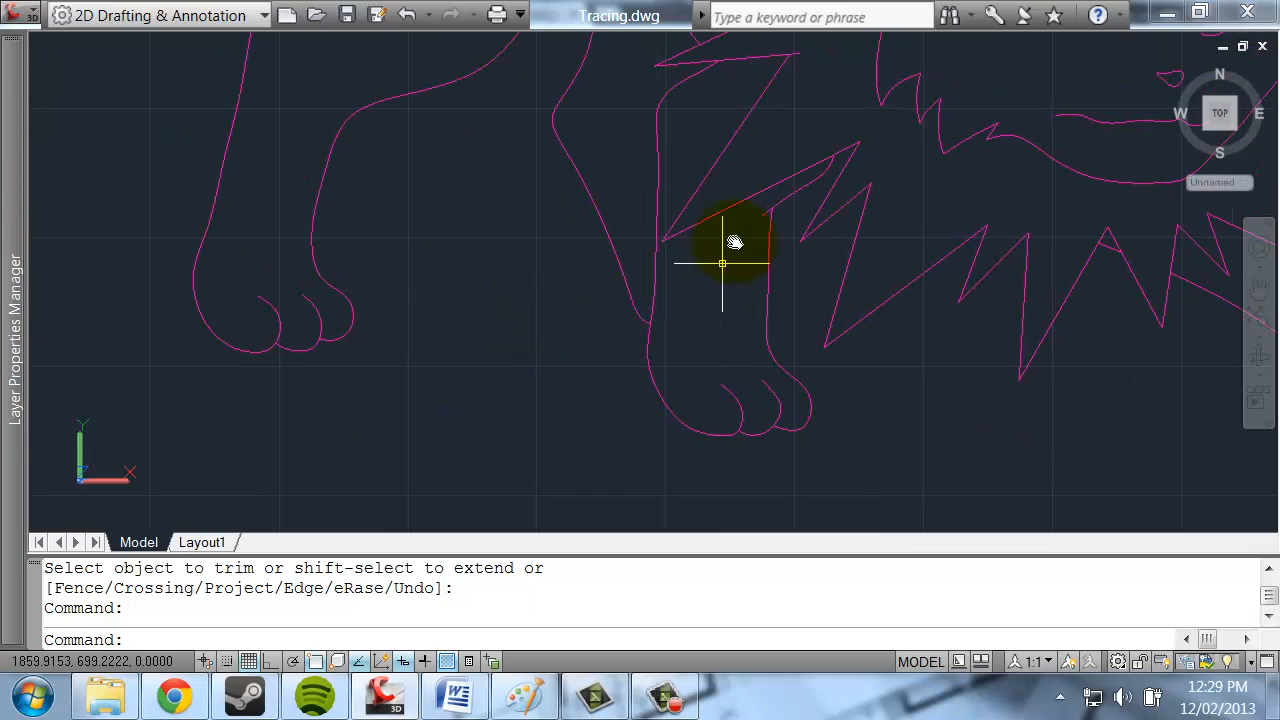 3D
2D Drafting & Annotation
Tracing.dwg
Type a keyword or phrase
N
W
TOP
E
S
Unnamed
Layer Properties Manager
Y
X
Model
Layout1
Select object to trim or shift-select to extend or
[Fence/Crossing/Project/Edge/eRase/Undo]:
Command:
Command:
1859.9153, 699.2222, 0.0000
MODEL
1:1
3D
12:29 PM
12/02/2013